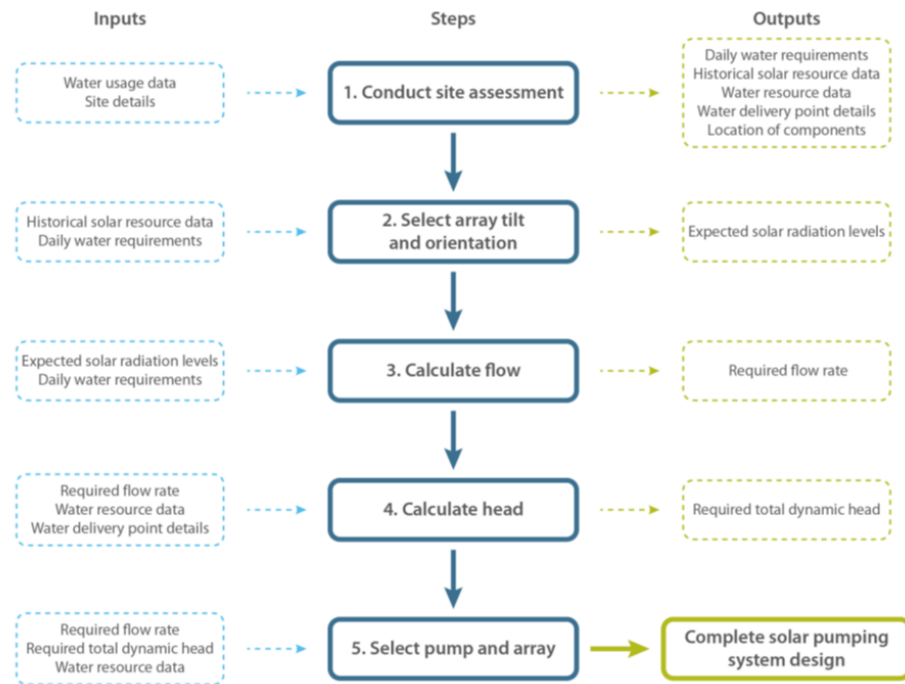 Inputs
Steps
Outputs
Water usage data
Site details
1. Conduct site assessment
Daily water requirements
Historical solar resource data
Water resource data
Water delivery point details
Location of components
Historical solar resource data
Daily water requirements
2. Select array tilt
and orientation
Expected solar radiation levels
Expected solar radiation levels
Daily water requirements
3. Calculate flow
Required flow rate
Required flow rate
Water resource data
Water delivery point details
4. Calculate head
Required total dynamic head
Required flow rate
Required total dynamic head
Water resource data
5. Select pump and array
Complete solar pumping
system design